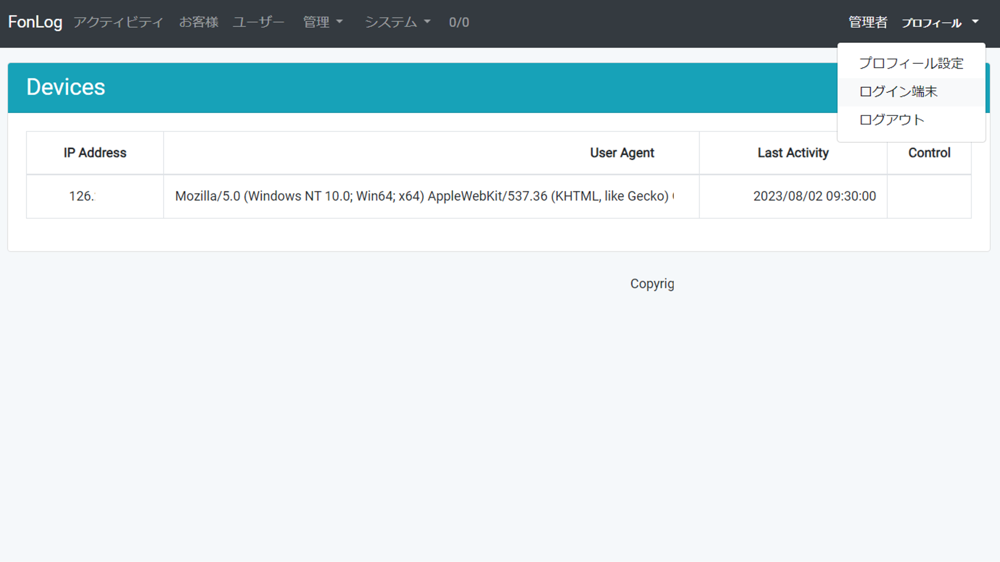 FonLog アクティビティ お客様 ユーザー 管理 システム 0/0 管理者 プロフィール
プロフィール設定
ログイン端末
ログアウト
Devices
IP Address User Agent Last Activity Control
126. Mozilla/5.0 (Windows NT 10.0; Win64; x64) AppleWebKit/537.36 (KHTML, like Gecko) 2023/08/02 09:30:00
Copyrig